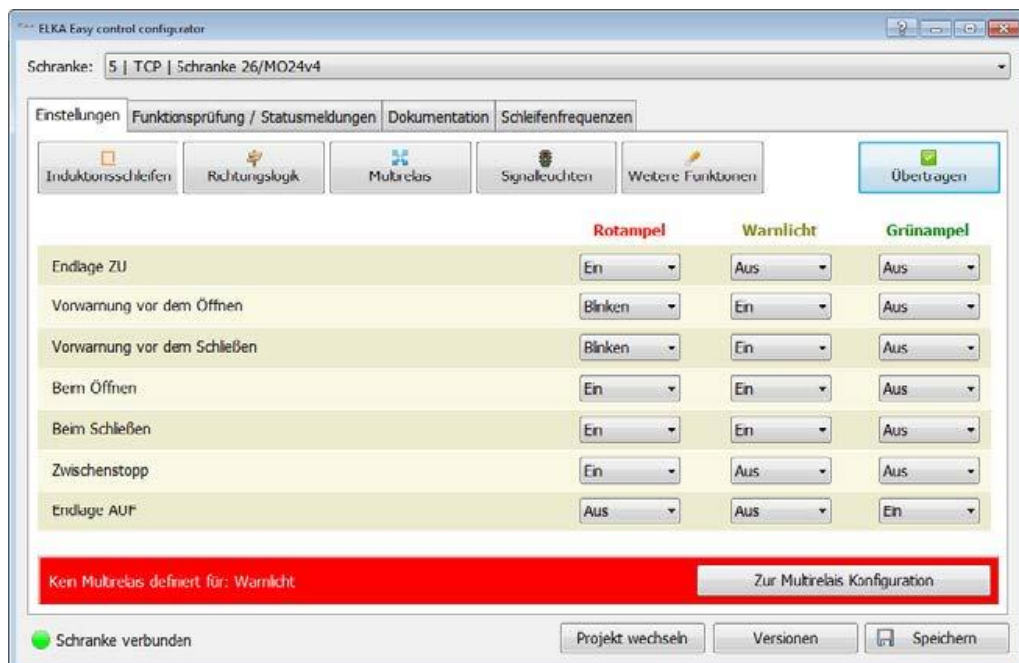 ELKA Easy control configurator
Schranke: 5 | TCP | Schranke 26/MO24v4
Einstellungen Funktionsprüfung / Statusmeldungen Dokumentation Schleifenfrequenzen
Induktionsschleifen Richtungslogik Multirelais Signalleuchten Weitere Funktionen Übertragen
Rotampel Warnlicht Grünampel
Endlage ZU Ein Aus Aus
Vorwarnung vor dem Öffnen Blinken Ein Aus
Vorwarnung vor dem Schließen Blinken Ein Aus
Beim Öffnen Ein Ein Aus
Beim Schließen Ein Ein Aus
Zwischenstopp Ein Aus Aus
Endlage AUF Aus Aus Ein
Kein Multirelais definiert für: Warnlicht Zur Multirelais Konfiguration
Schranke verbunden Projekt wechseln Versionen Speichern